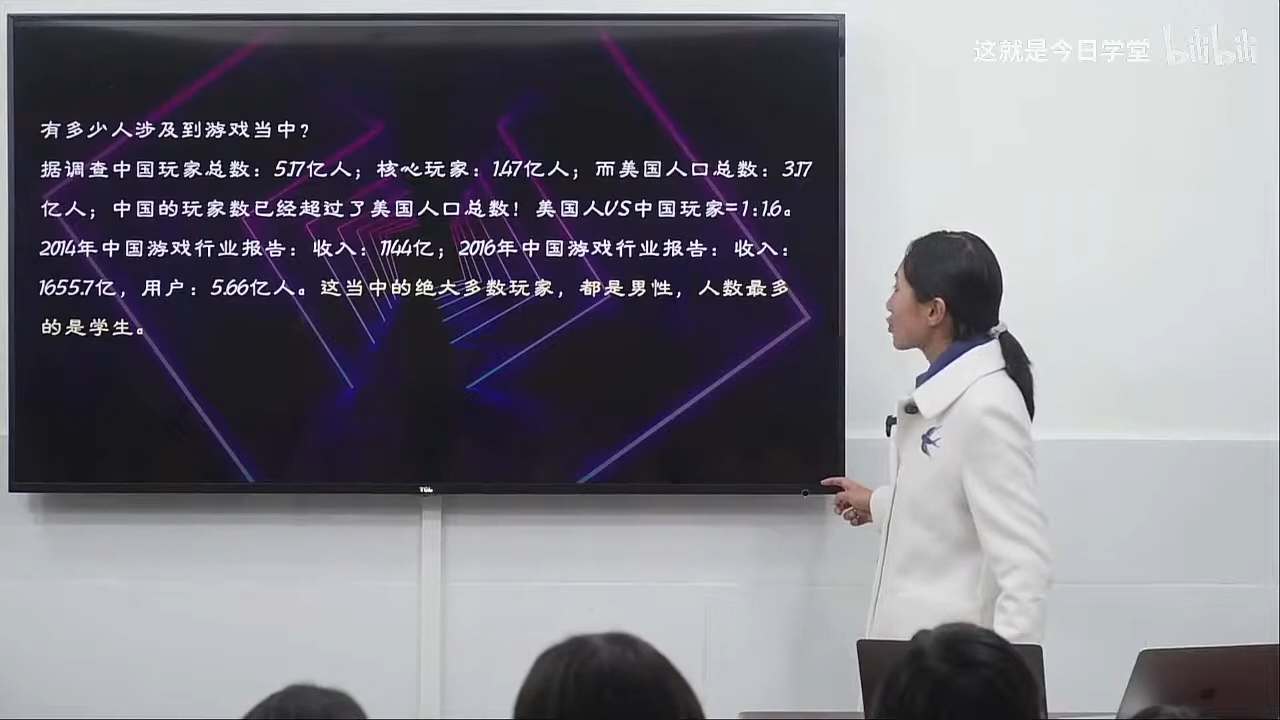 这就是今日学堂 bilibili
有多少人涉及到游戏当中?
据调查中国玩家总数：5.17亿人；核心玩家：1.47亿人；而美国人口总数：3.17
亿人；中国的玩家数已经超过了美国人口总数！美国人VS中国玩家=1:1.6。
2014年中国游戏行业报告：收入：1144亿；2016年中国游戏行业报告：收入：
1655.7亿，用户：5.66亿人。这当中的绝大多数玩家，都是男性，人数最多
的是学生。
TCL